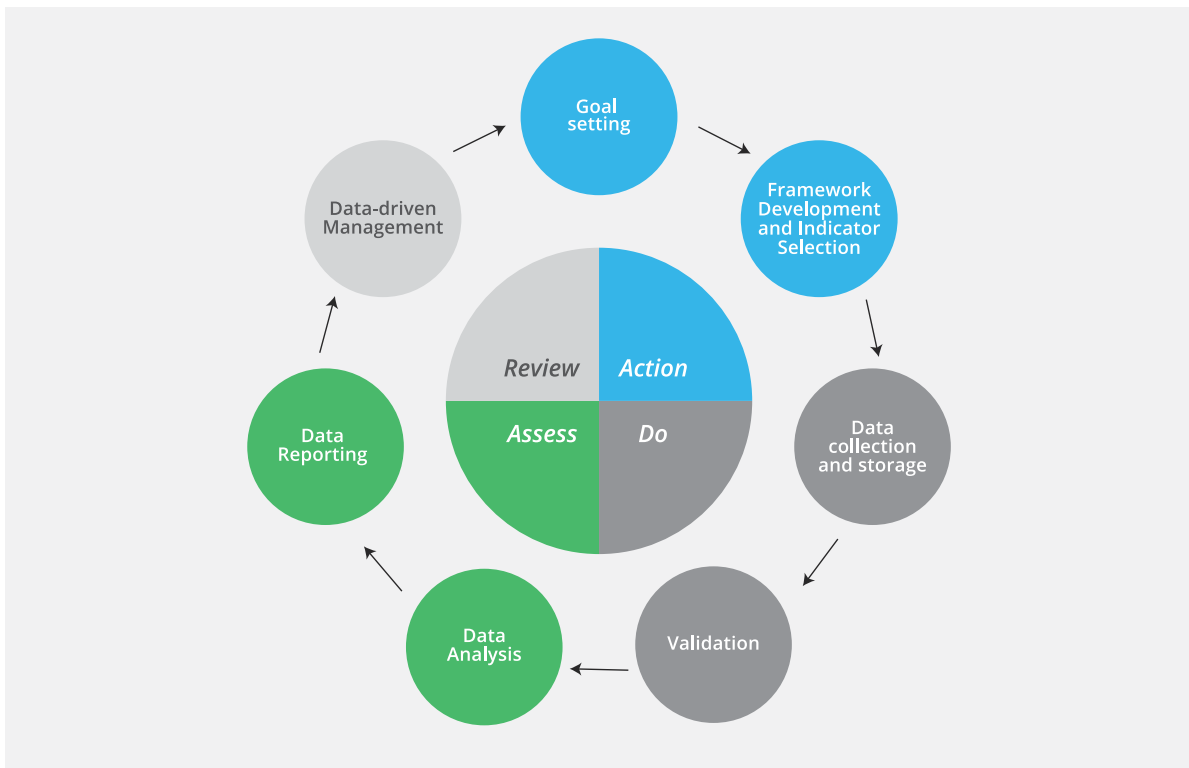 Goal
setting
Framework
Development
and Indicator
Selection
Data
collection
and storage
Validation
Data
Analysis
Data
Reporting
Data-driven
Management
Review
Action
Assess
Do